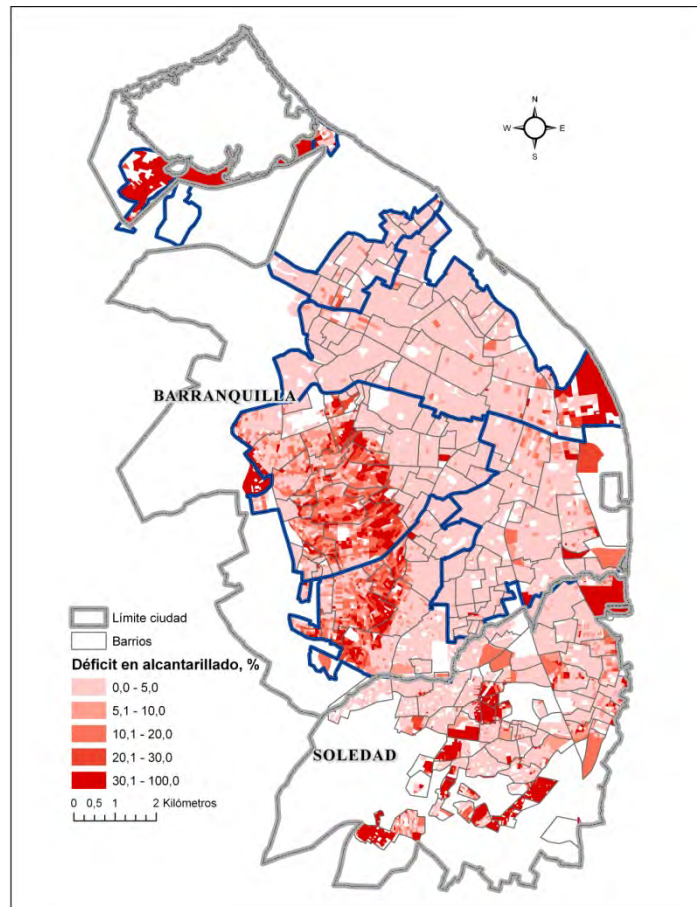 N
W E
S
BARRANQUILLA
Límite ciudad
Barrios
Déficit en alcantarillado, %
0,0 - 5,0
5,1 - 10,0
10,1 - 20,0
20,1 - 30,0
30,1 - 100,0
0 0,5 1 2 Kilómetros
SOLEDAD